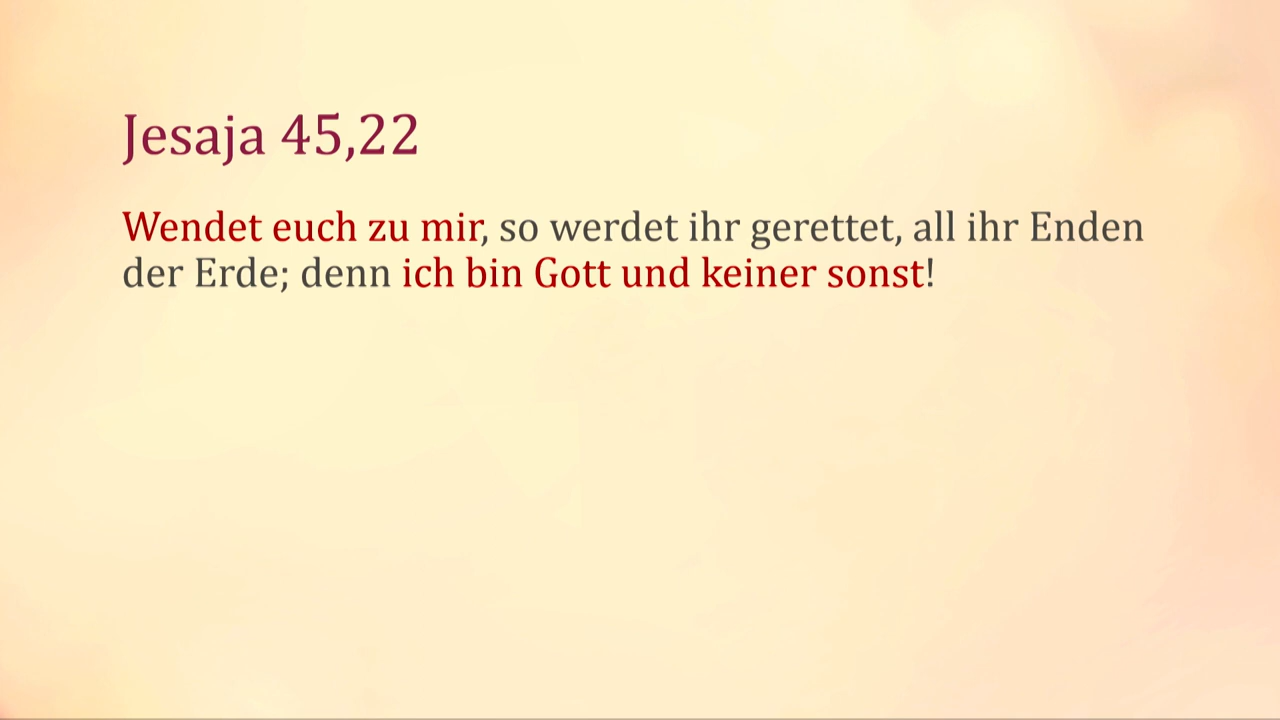 Jesaja 45,22
Wendet euch zu mir, so werdet ihr gerettet, all ihr Enden
der Erde; denn ich bin Gott und keiner sonst!